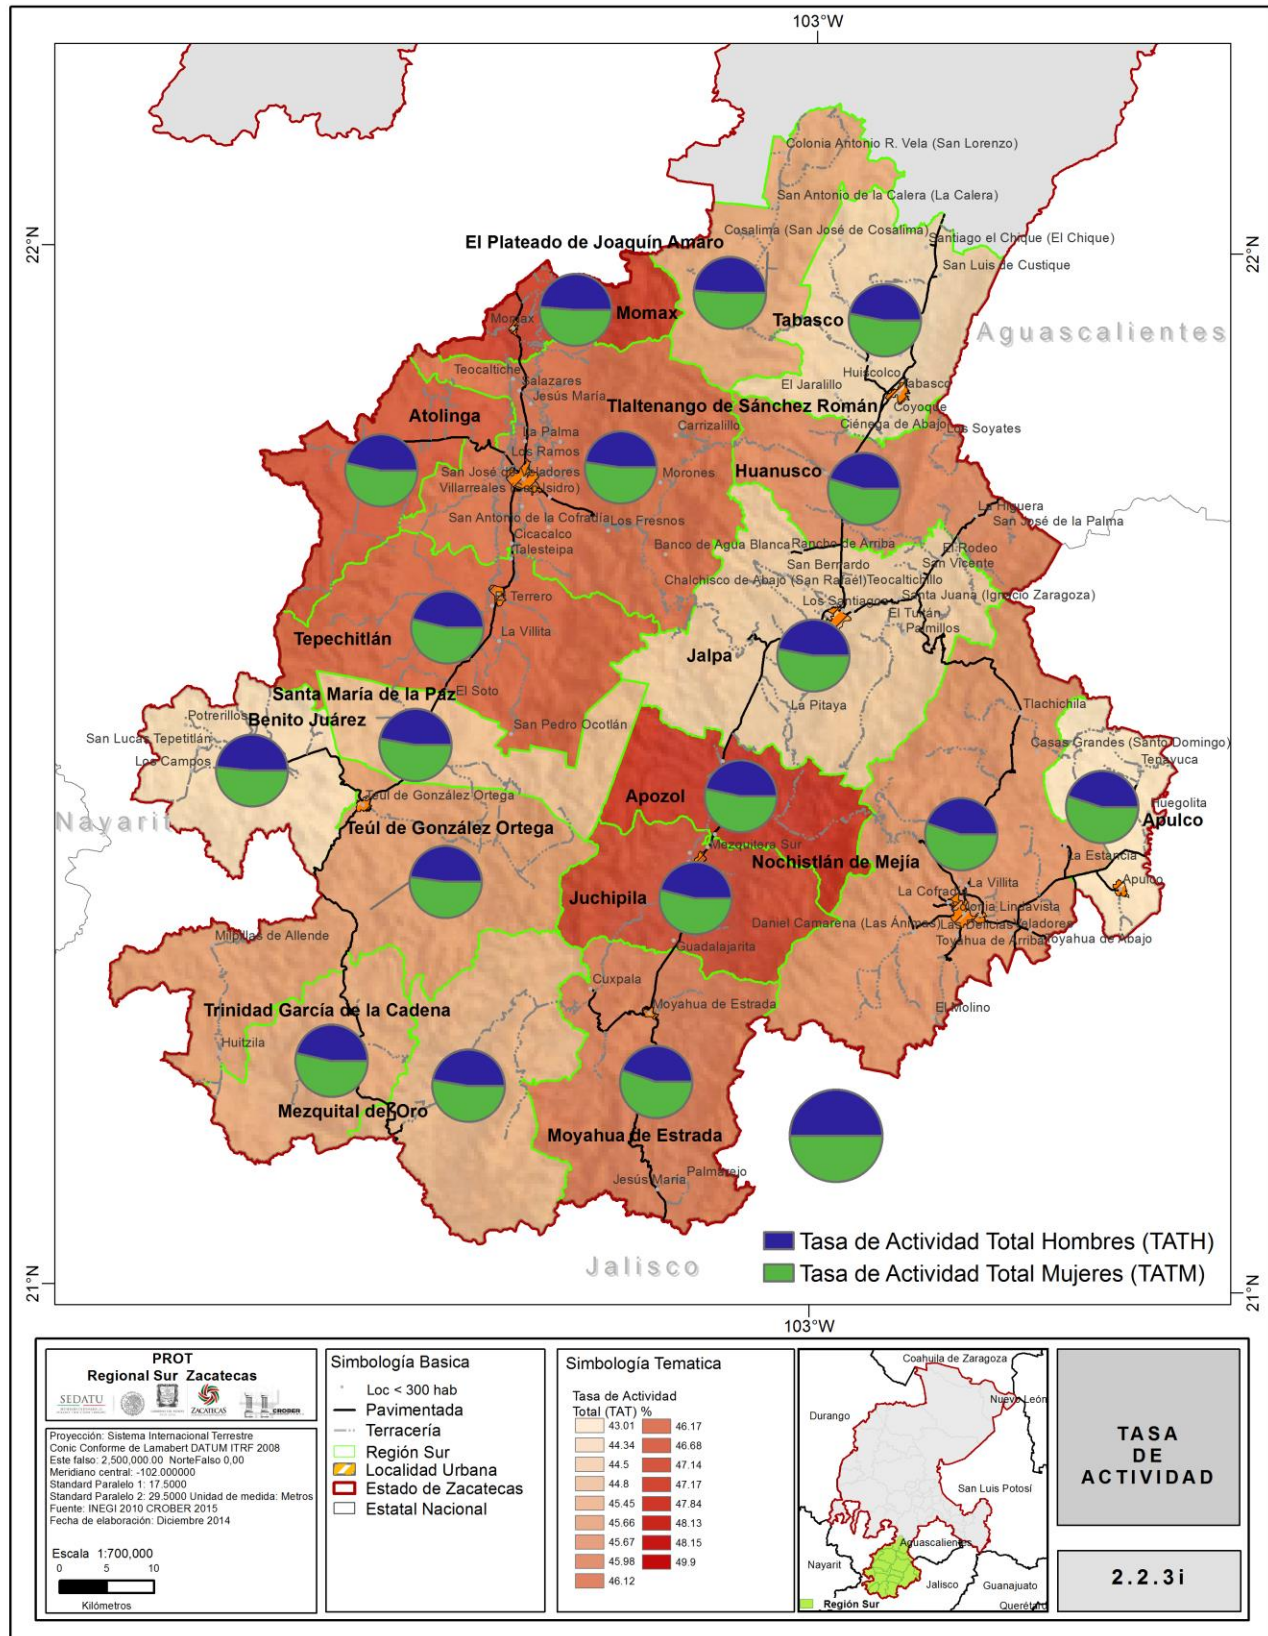 103°W
22°N
22°N
Colonia Antonio R. Vela (San Lorenzo)
San Antonio de la Calera (La Calera)
Cosalima (San José de Cosalima)
Santiago el Chique (El Chique)
El Plateado de Joaquín Amaro
San Luis de Custique
Momax
Momax
Tabasco
Aguascalientes
Teocaltiche
Salazares
Jesús María
Huiscolco
Tabasco
El Jaralillo
Coyoque
Atolinga
Tlaltenango de Sánchez Román
Ciénega de Abajo
Los Soyates
Carrizalillo
La Palma
Los Ramos
Huanusco
Morones
Villarreales (San Isidro)
San Antonio de la Cofradía
Los Fresnos
La Higuera
San José de la Palma
Cicacalco
Talesteipa
Banco de Agua Blanca
Rancho de Arriba
El Rodeo
San Bernardo
San Vicente
Chalchisco de Abajo (San Rafaél)
Teocaltichillo
Terrero
Los Santiagos
Santa Juana (Ignacio Zaragoza)
El Tuitán
Palmillos
Tepechitlán
La Villita
Jalpa
Santa María de la Paz
El Soto
Benito Juárez
Potrerillos
San Pedro Ocotlán
La Pitaya
Tlachichila
San Lucas Tepetitlán
Los Campos
Casas Grandes (Santo Domingo)
Tenayuca
Teúl de González Ortega
Apozol
Huegolita
Nayarit
Teúl de González Ortega
Apulco
Mezquitera Sur
Nochistlán de Mejía
La Estancia
Juchipila
La Cofradía
La Villita
Apulco
Colonia Lindavista
Daniel Camarena (Las Ánimas)
Las Delicias
Veladores
Milpillas de Allende
Guadalajarita
Toyahua de Arriba
Toyahua de Abajo
Cuxpala
Trinidad García de la Cadena
Moyahua de Estrada
El Molino
Huitzila
Mezquital del Oro
Moyahua de Estrada
Jesús María
Palmarejo
Jalisco
Tasa de Actividad Total Hombres (TATH)
Tasa de Actividad Total Mujeres (TATM)
21°N
21°N
103°W
PROT
Regional Sur Zacatecas
SEDATU
ZACATECAS
CROBER
Proyección: Sistema Internacional Terrestre
Conic Conforme de Lamabert DATUM ITRF 2008
Este falso: 2,500,000.00 NorteFalso 0,00
Meridiano central: -102.000000
Standard Paralelo 1: 17.5000
Standard Paralelo 2: 29.5000 Unidad de medida: Metros
Fuente: INEGI 2010 CROBER 2015
Fecha de elaboración: Diciembre 2014
Escala 1:700,000
0 5 10
Kilómetros
Simbología Basica
Loc < 300 hab
Pavimentada
Terracería
Región Sur
Localidad Urbana
Estado de Zacatecas
Estatal Nacional
Simbología Tematica
Tasa de Actividad
Total (TAT) %
43.01
44.34
44.5
44.8
45.45
45.66
45.67
45.98
46.12
46.17
46.68
47.14
47.17
47.84
48.13
48.15
49.9
Coahuila de Zaragoza
Nuevo León
Durango
San Luis Potosí
Aguascalientes
Nayarit
Jalisco
Guanajuato
Región Sur
Querétaro
TASA
DE
ACTIVIDAD
2.2.3i